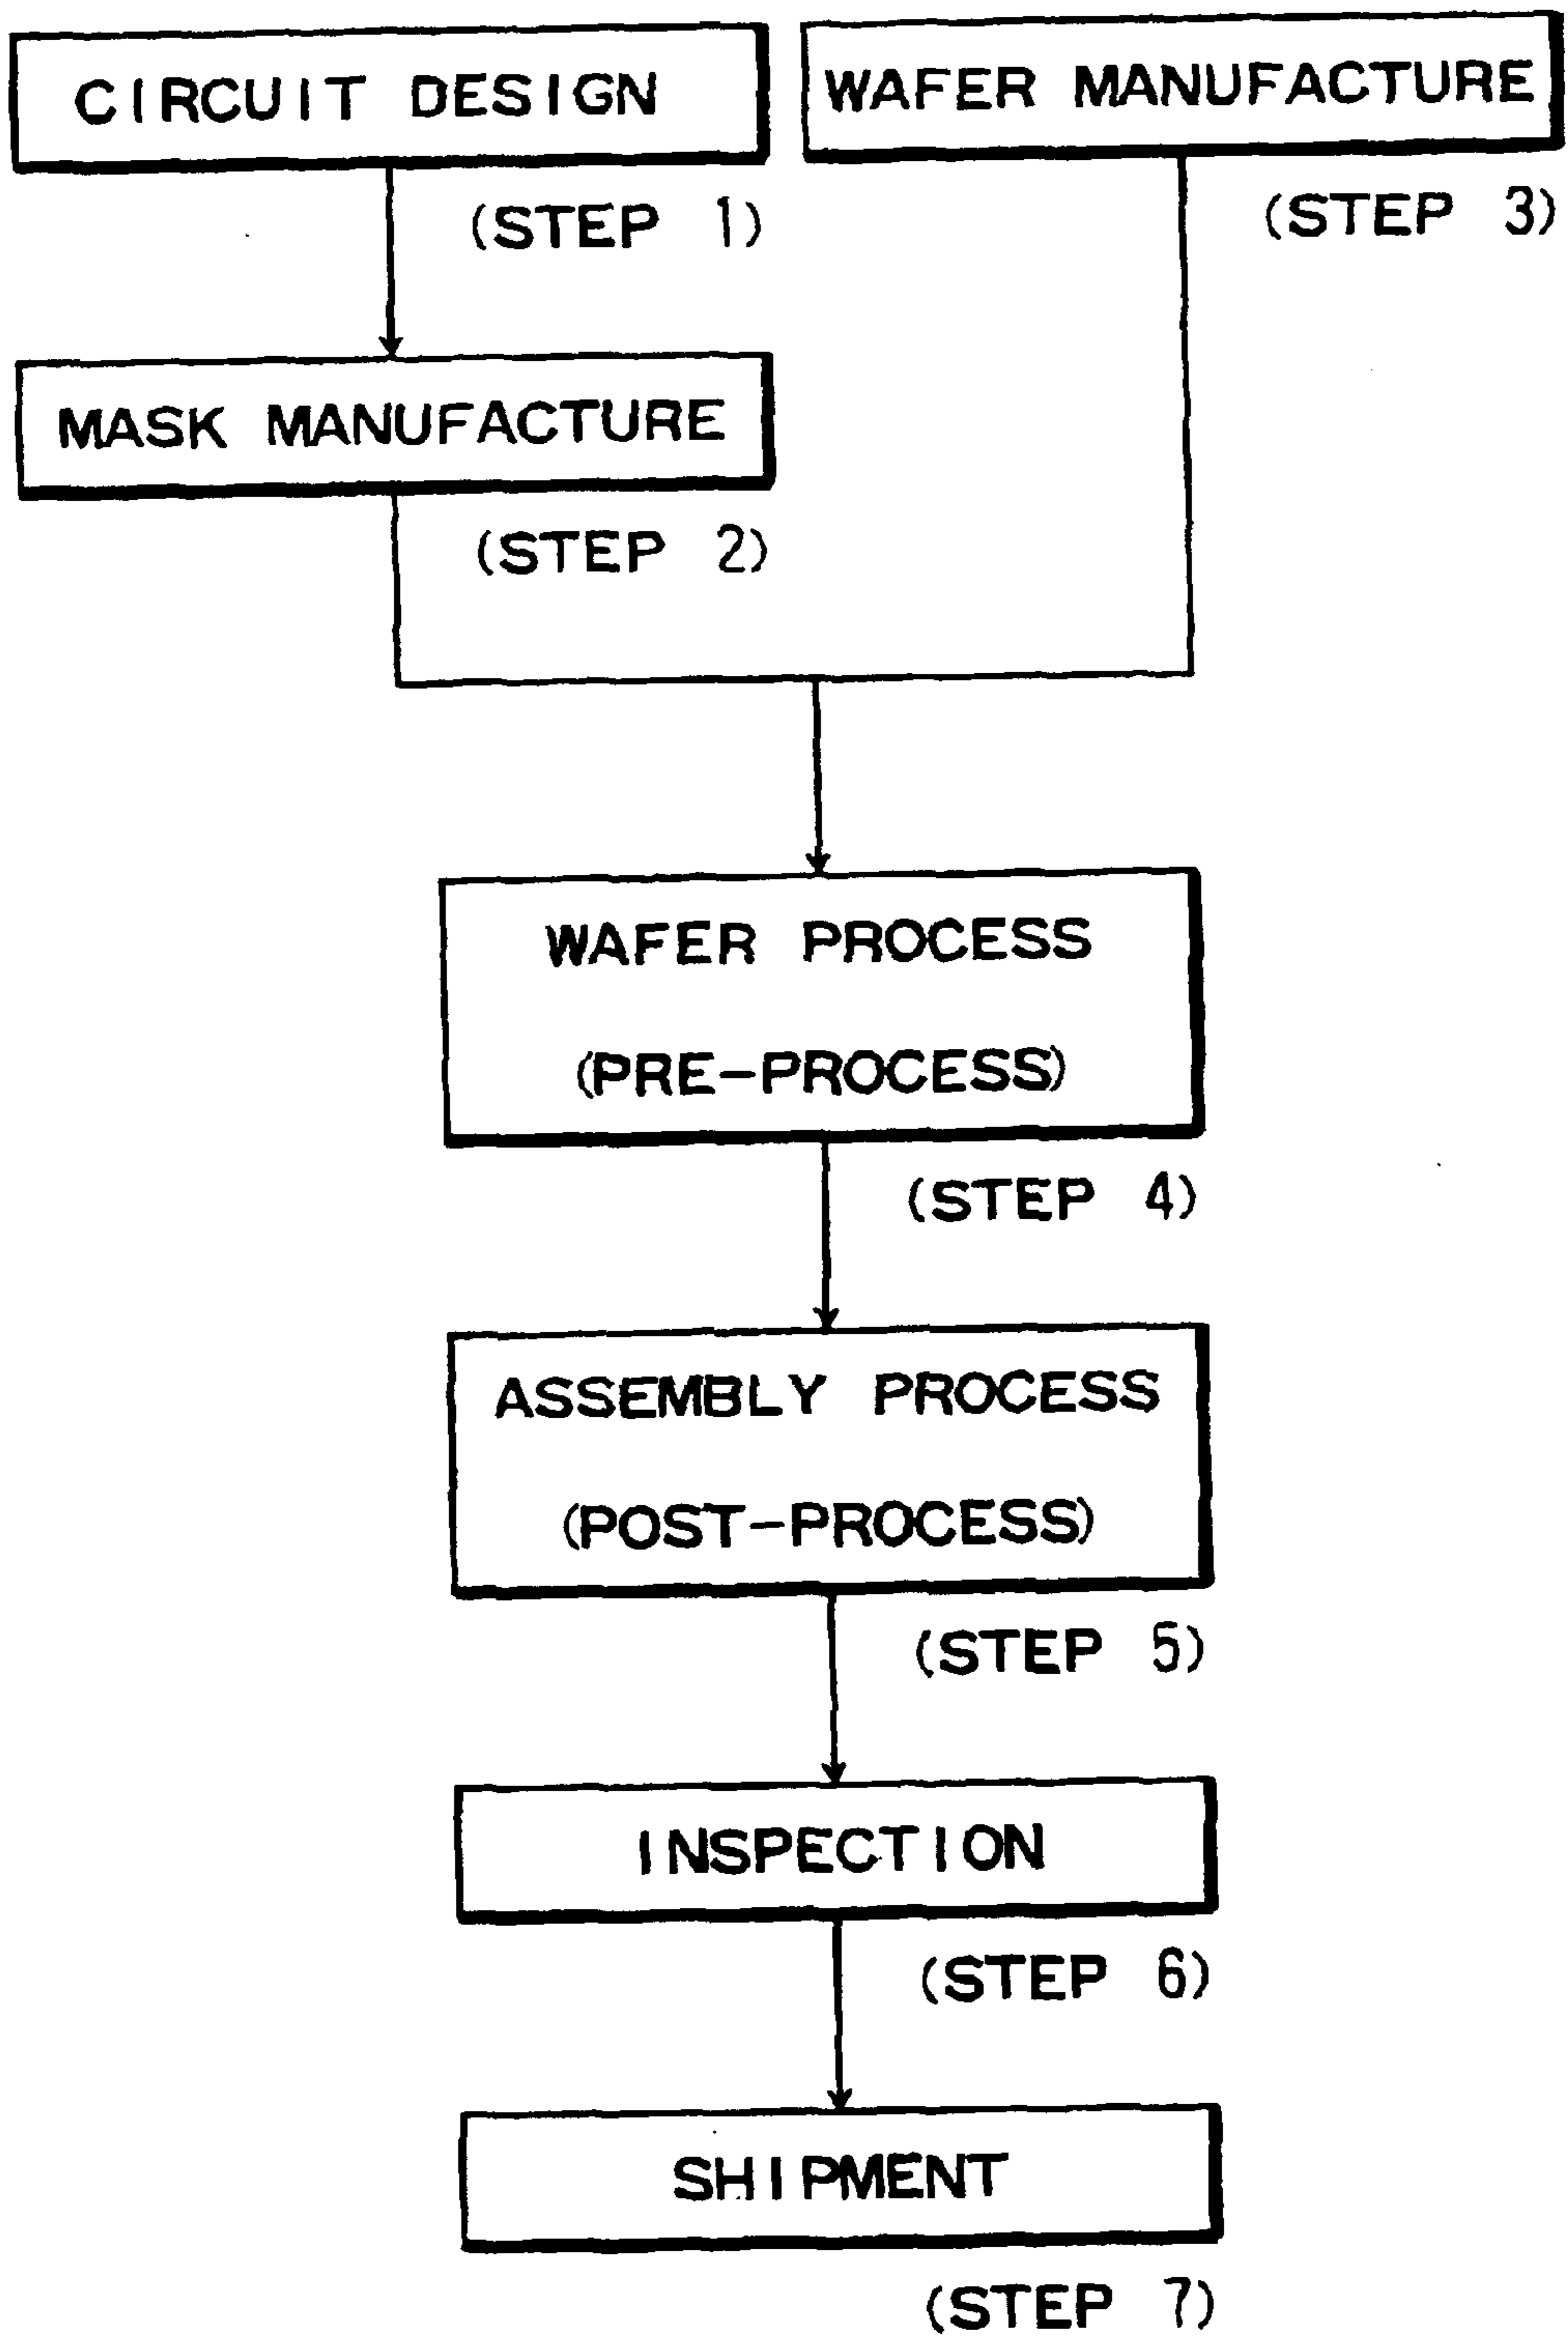 CIRCUIT DESIGN
(STEP 1)
WAFER MANUFACTURE
(STEP 3)
MASK MANUFACTURE
(STEP 2)
WAFER PROCESS
(PRE-PROCESS)
(STEP 4)
ASSEMBLY PROCESS
(POST-PROCESS)
(STEP 5)
INSPECTION
(STEP 6)
SHIPMENT
(STEP 7)